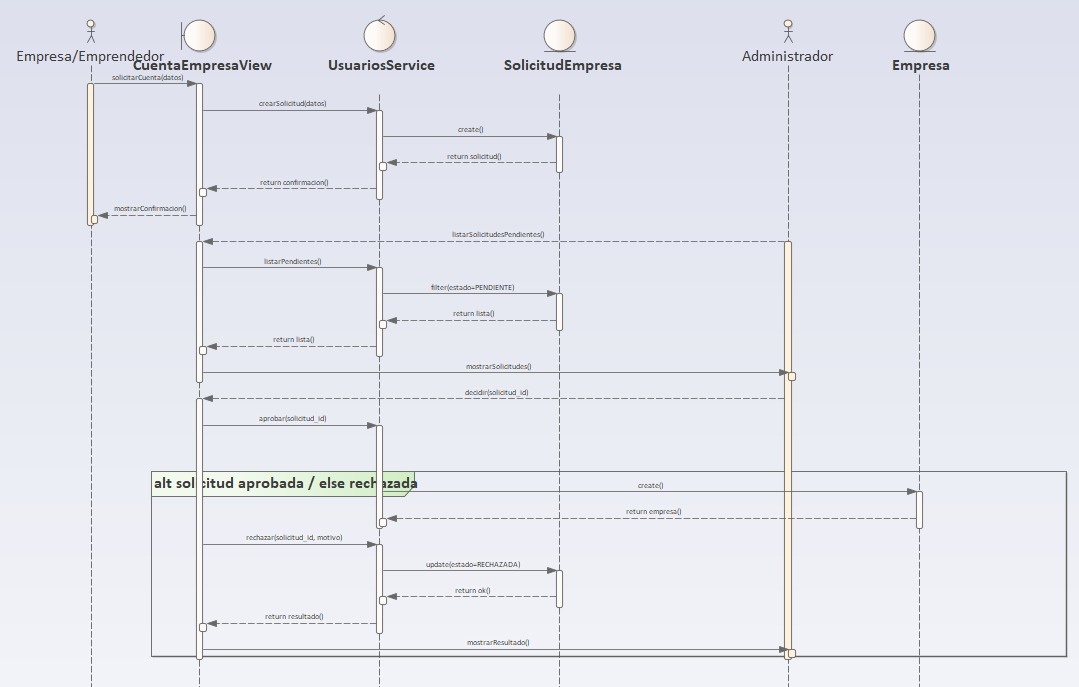 Empresa/Emprendedor
CuentaEmpresaView
UsuariosService
SolicitudEmpresa
Administrador
Empresa
solicitarCuenta(datos)
crearSolicitud(datos)
create()
return solicitud()
return confirmacion()
mostrarConfirmacion()
listarSolicitudesPendientes()
listarPendientes()
filter(estado=PENDIENTE)
return lista()
return lista()
mostrarSolicitudes()
decidir(solicitud_id)
aprobar(solicitud_id)
alt solicitud aprobada / else rechazada
create()
return empresa()
rechazar(solicitud_id, motivo)
update(estado=RECHAZADA)
return ok()
return resultado()
mostrarResultado()